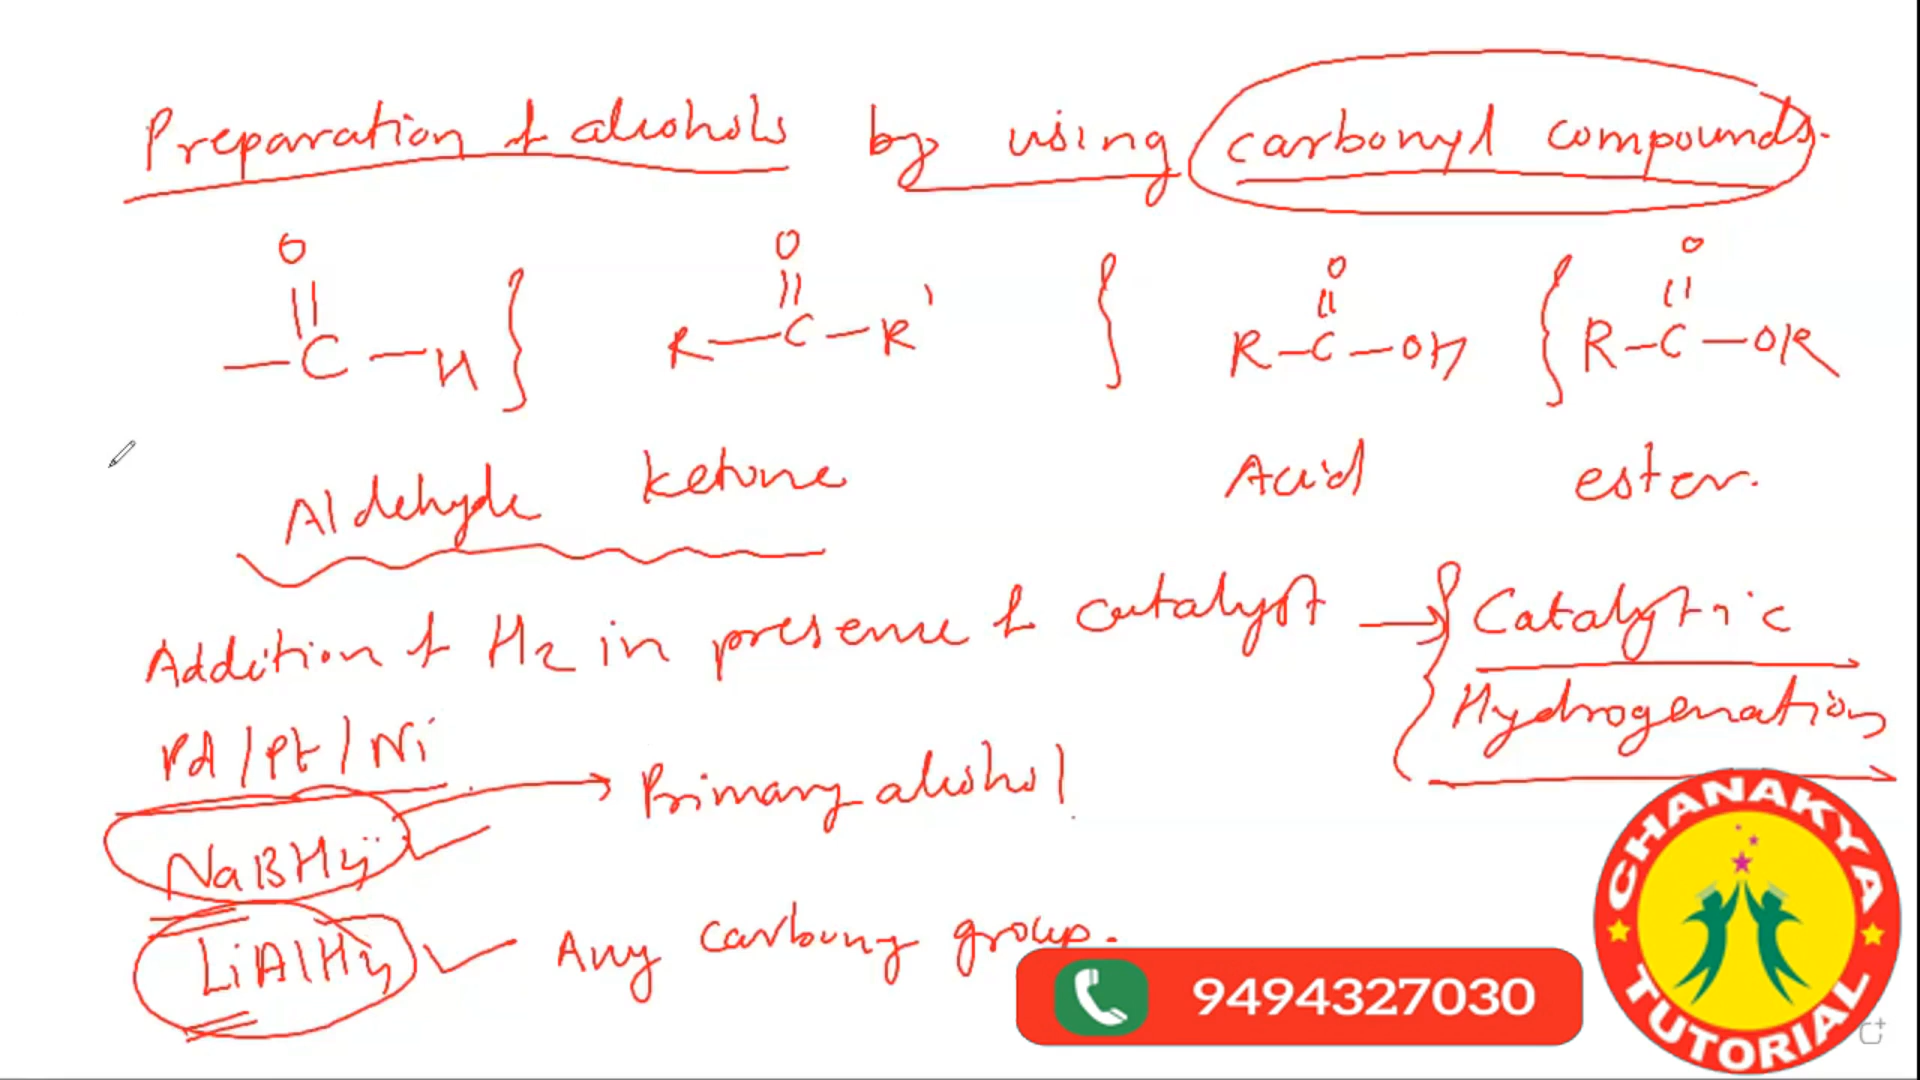 Preparation of alcohols by using carbonyl compounds.
O O O O
|| || || ||
—C—H } R—C—R' } R—C—OH { R—C—OR
Aldehyde ketone Acid ester.
Addition of H2 in presence of catalyst → { Catalytic
Hydrogenation
Pd/Pt/Ni
NaBH4 → Primary alcohol.
LiAlH4 ✓ Any carbony group.
9494327030
CHANAKYA
TUTORIAL